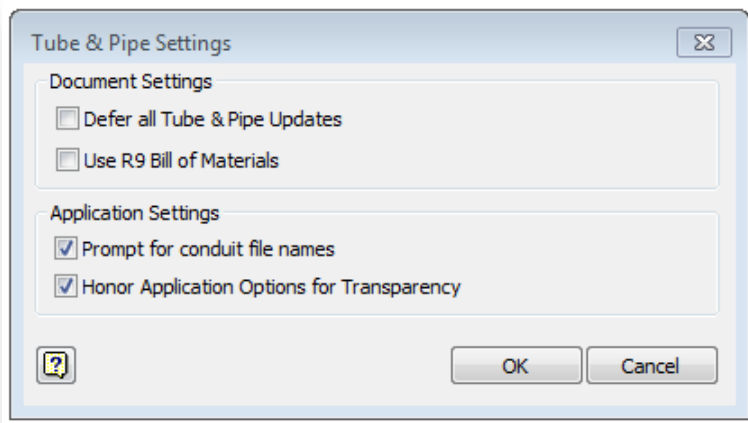 Tube & Pipe Settings
Document Settings
Defer all Tube & Pipe Updates
Use R9 Bill of Materials
Application Settings
Prompt for conduit file names
Honor Application Options for Transparency
?
OK Cancel